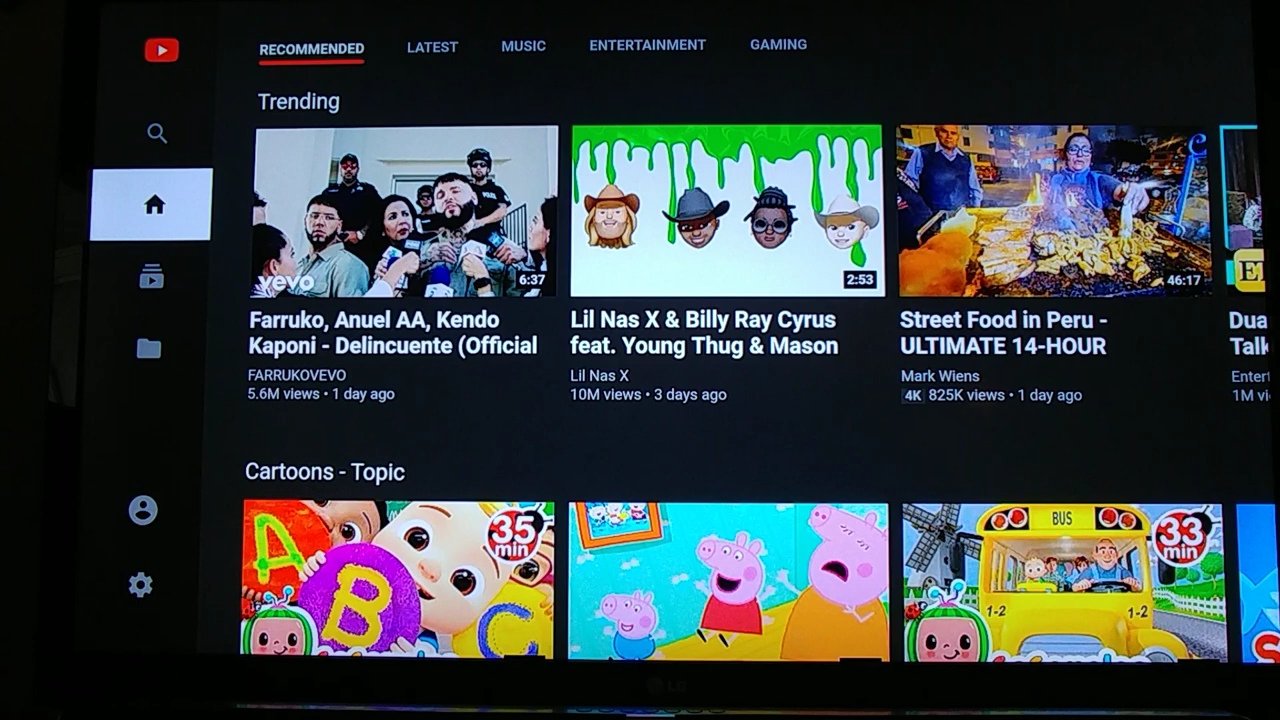 RECOMMENDED LATEST MUSIC ENTERTAINMENT GAMING
Trending
vevo
6:37
2:53
46:17
Farruko, Anuel AA, Kendo
Kaponi - Delincuente (Official
FARRUKOVEVO
5.6M views • 1 day ago
Lil Nas X & Billy Ray Cyrus
feat. Young Thug & Mason
Lil Nas X
10M views • 3 days ago
Street Food in Peru -
ULTIMATE 14-HOUR
Mark Wiens
4K 825K views • 1 day ago
Dua
Talk
Entert
1M vi
Cartoons - Topic
A
B
C
35
min
BUS
1-2
1-2
33
min
LG